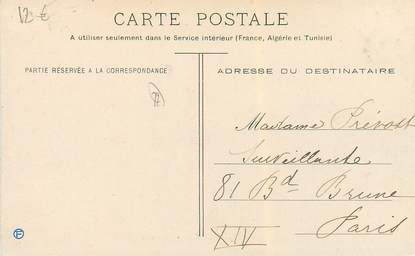 12 €
CARTE POSTALE
A utiliser seulement dans le Service intérieur (France, Algérie et Tunisie)
PARTIE RÉSERVÉE A LA CORRESPONDANCE
ADRESSE DU DESTINATAIRE
Madame Prévost
Surveillante
81 Bd Brune
XIV Paris